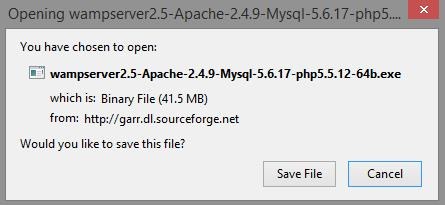 Opening wampserver2.5-Apache-2.4.9-Mysql-5.6.17-php5....
You have chosen to open:
wampserver2.5-Apache-2.4.9-Mysql-5.6.17-php5.5.12-64b.exe
which is: Binary File (41.5 MB)
from: http://garr.dl.sourceforge.net
Would you like to save this file?
Save File Cancel